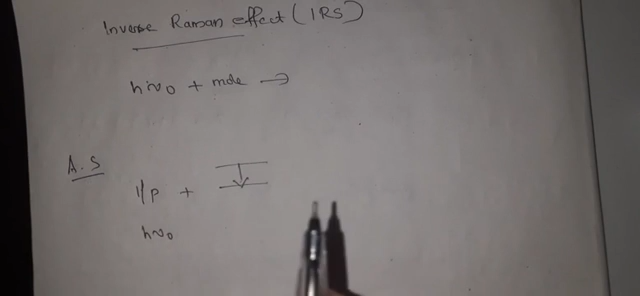 Inverse Raman effect (IRS)
hν₀ + mole →
A.S
I/P +
hν₀